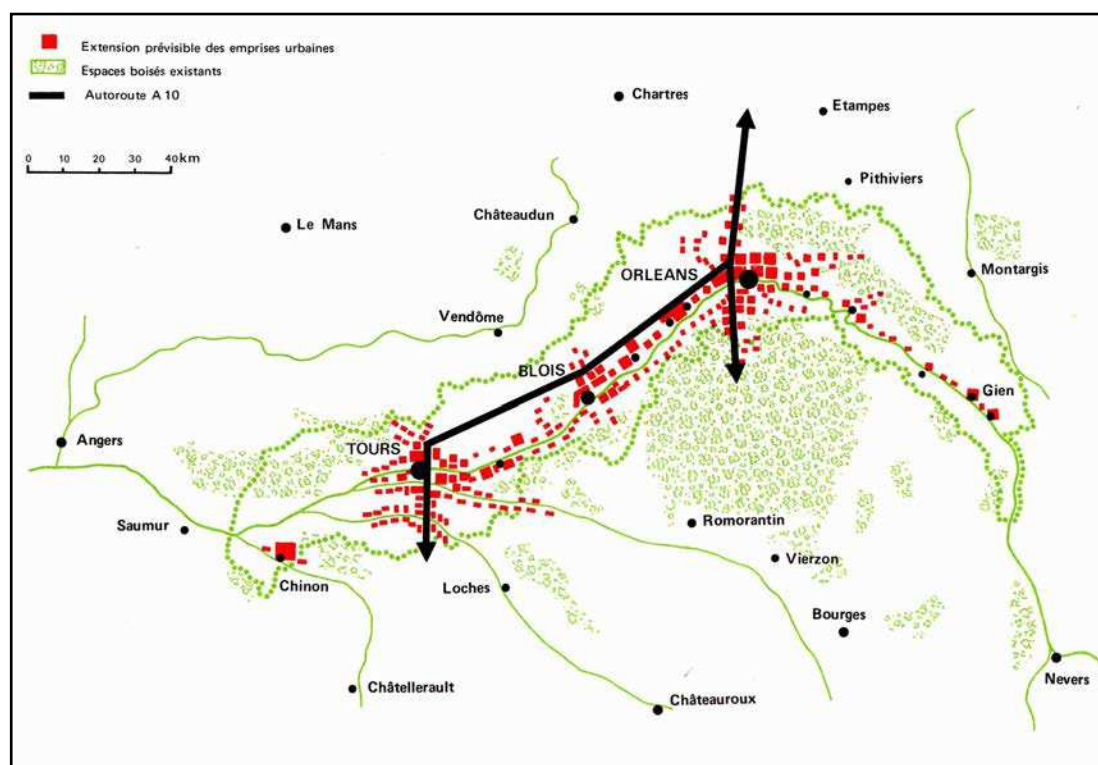 Extension prévisible des emprises urbaines
Espaces boisés existants
Autoroute A 10
0 10 20 30 40km
Chartres
Etampes
Pithiviers
Le Mans
Châteaudun
Montargis
ORLEANS
Vendôme
BLOIS
Gien
Angers
TOURS
Saumur
Romorantin
Vierzon
Chinon
Loches
Bourges
Nevers
Châtellerault
Châteauroux